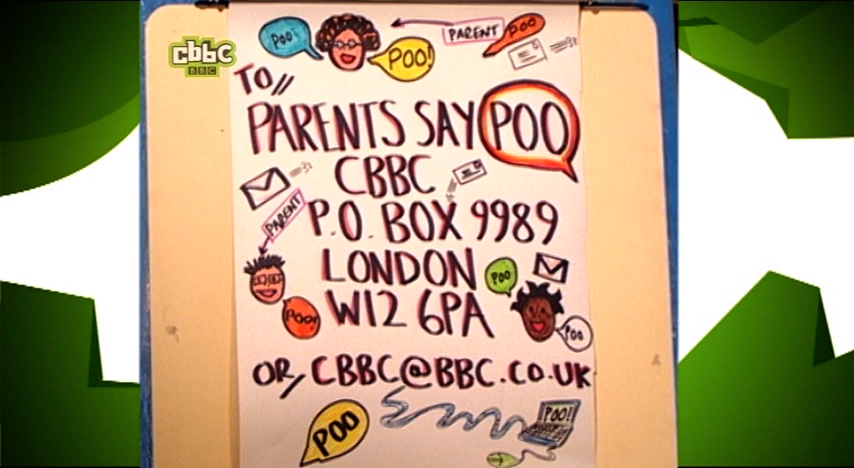 cbbc
BBC
POO!
POO!
PARENT
POO
TO
PARENTS SAY POO
CBBC
PARENT
P.O. BOX 9989
LONDON
POO
W12 6PA
POO!
POO
OR, CBBC@BBC.CO.UK
POO
POO!